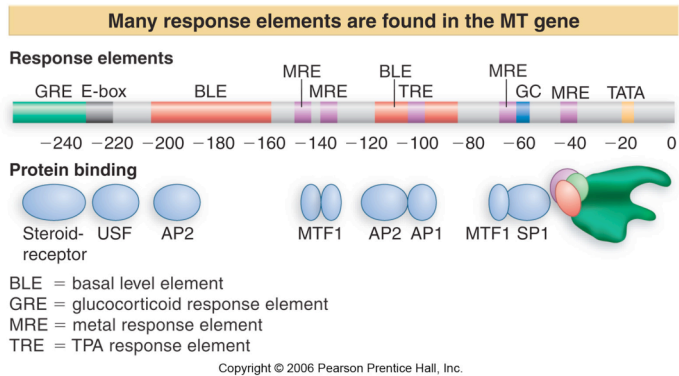 Many response elements are found in the MT gene
Response elements
MRE BLE MRE
GRE E-box BLE MRE TRE GC MRE TATA
−240 −220 −200 −180 −160 −140 −120 −100 −80 −60 −40 −20 0
Protein binding
Steroid- USF AP2 MTF1 AP2 AP1 MTF1 SP1
receptor
BLE = basal level element
GRE = glucocorticoid response element
MRE = metal response element
TRE = TPA response element
Copyright © 2006 Pearson Prentice Hall, Inc.